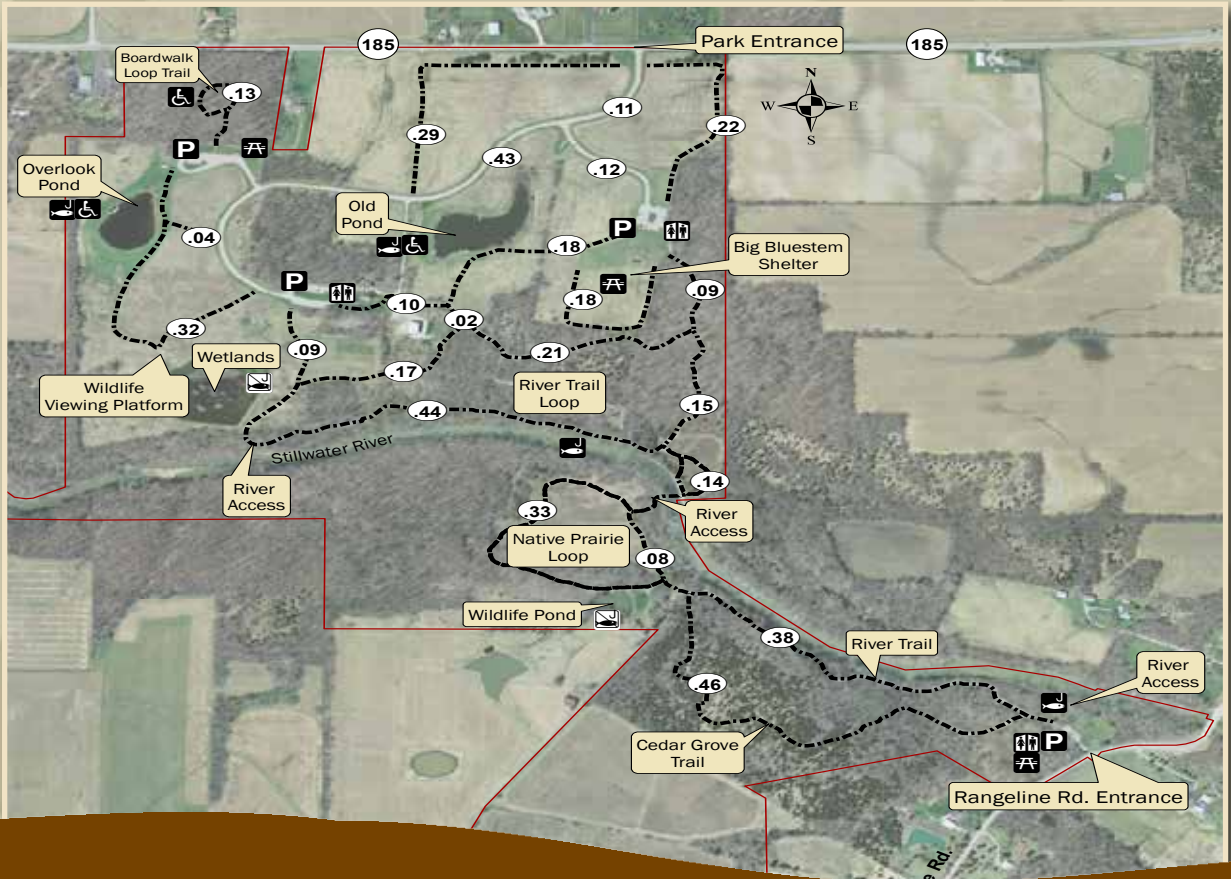 185
Park Entrance
185
Boardwalk
Loop Trail
.13
N
W
E
S
.11
.29
.22
.43
.12
P
Overlook
Pond
Old
Pond
.04
.18
P
Big Bluestem
Shelter
P
.10
.18
.09
.02
.32
.09
.21
Wetlands
.17
Wildlife
Viewing Platform
River Trail
Loop
.44
.15
Stillwater River
River
Access
.14
.33
River
Access
Native Prairie
Loop
.08
Wildlife Pond
.38
River Trail
.46
River
Access
Cedar Grove
Trail
P
Rangeline Rd. Entrance
Rd.